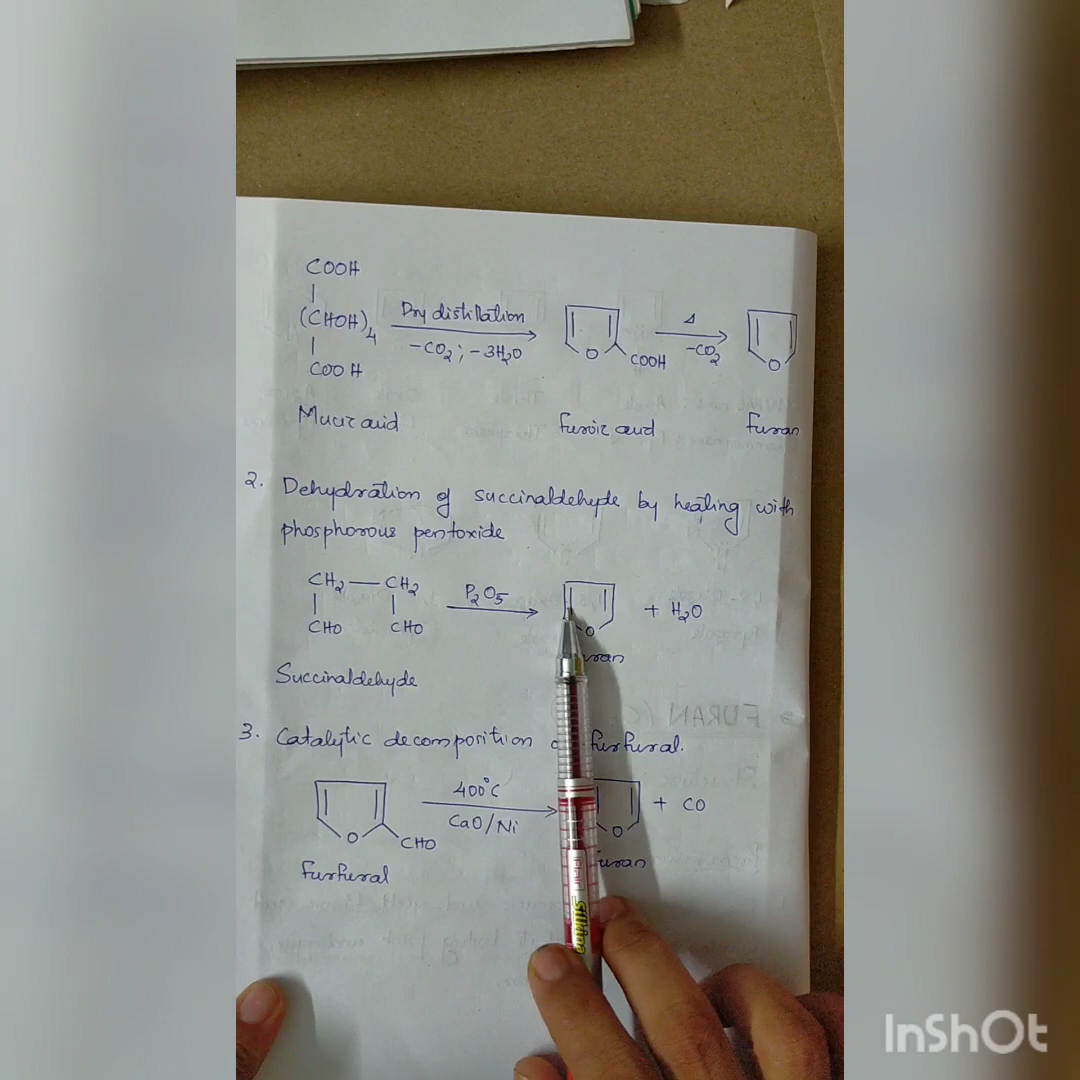 COOH
|
(CHOH)4 Dry distillation -CO2 ; -3H2O O COOH Δ -CO2 O
|
COOH
Mucic acid Furoic acid Furan
2. Dehydration of succinaldehyde by heating with
phosphorous pentoxide
CH2 — CH2 P2O5 O + H2O
| |
CHO CHO
uran
Succinaldehyde
3. Catalytic decomposition furfural.
400°C
CaO/Ni O + CO
O CHO
Furfural uran
InShOt